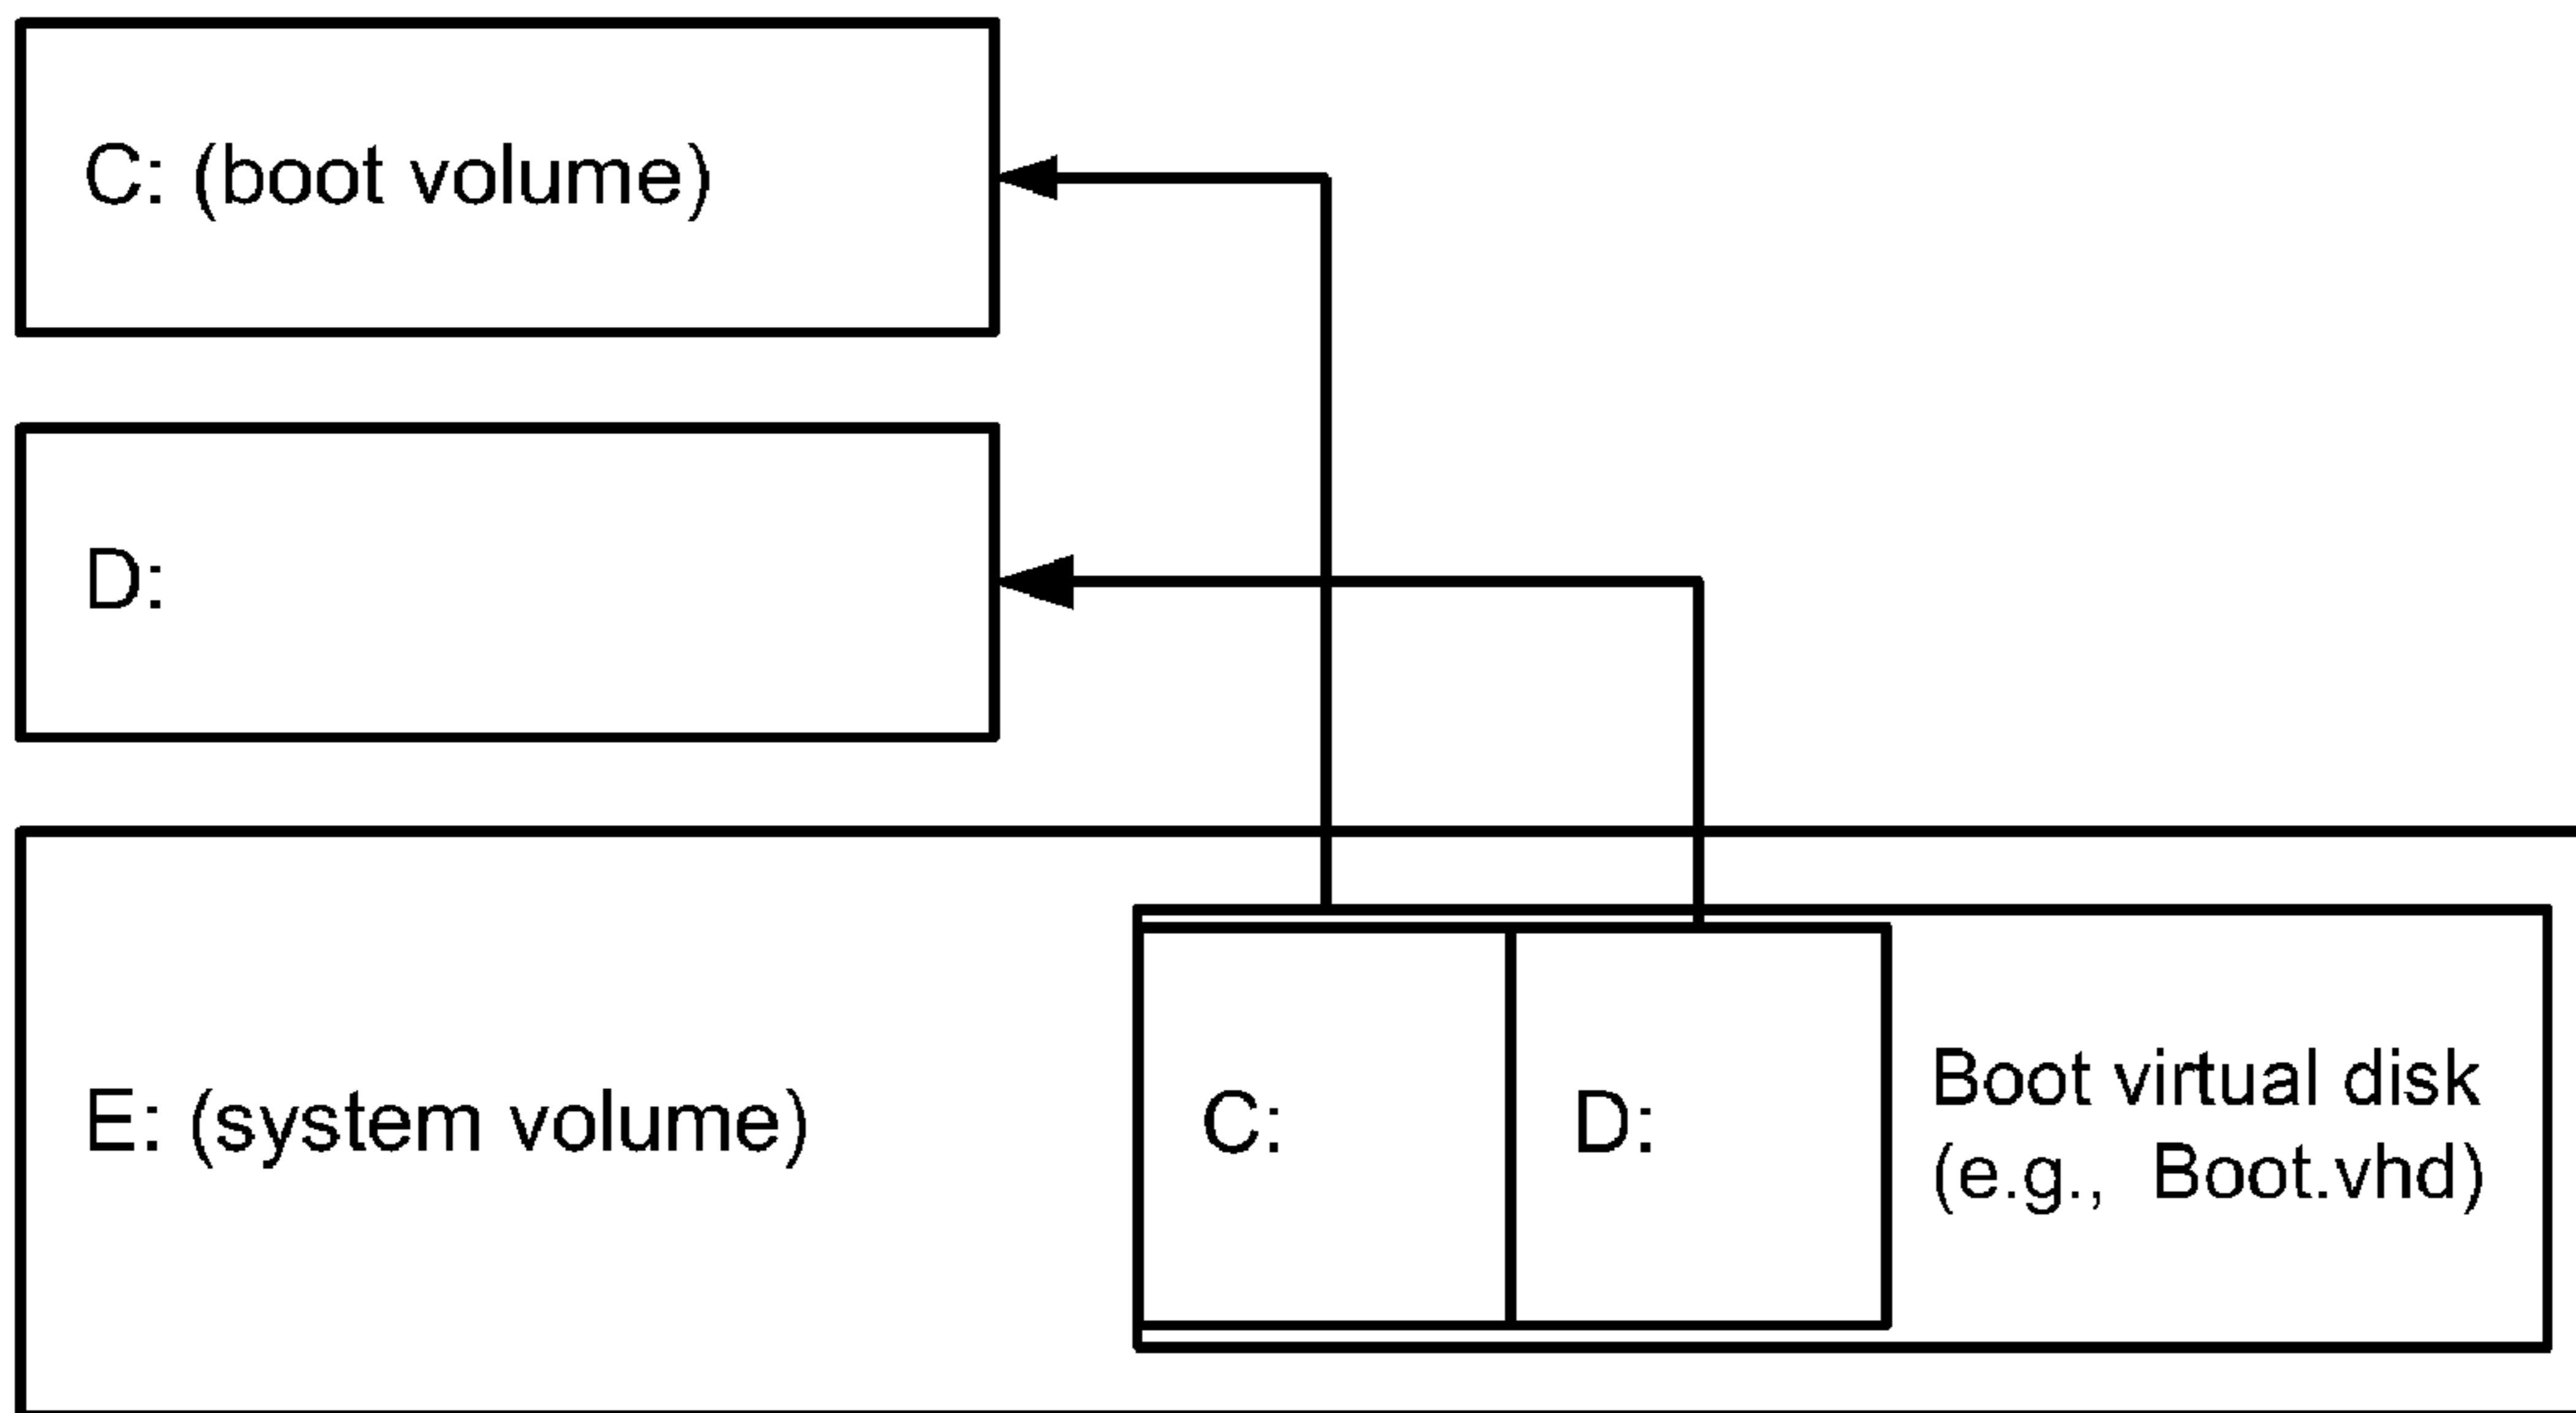 C: (boot volume)
D:
E: (system volume)
C:
D:
Boot virtual disk
(e.g., Boot.vhd)